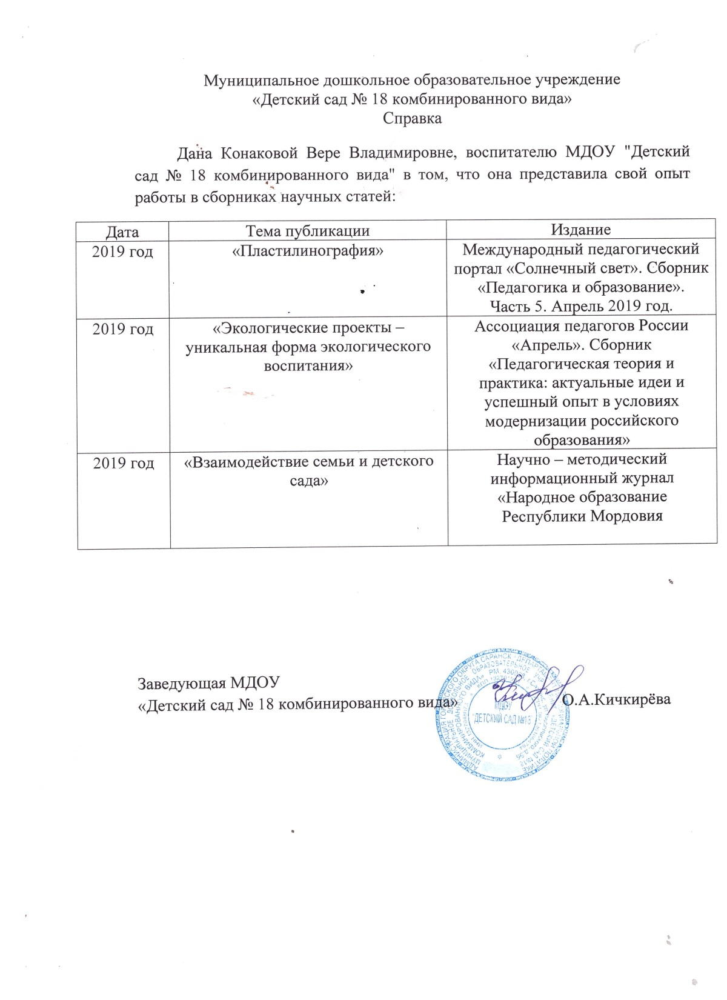 Муниципальное дошкольное образовательное учреждение
«Детский сад № 18 комбинированного вида»
Справка
Дана Конаковой Вере Владимировне, воспитателю МДОУ "Детский
сад № 18 комбинированного вида" в том, что она представила свой опыт
работы в сборниках научных статей:
Дата Тема публикации Издание
2019 год
«Пластилинография»
Международный педагогический
портал «Солнечный свет». Сборник
«Педагогика и образование».
Часть 5. Апрель 2019 год.
2019 год
«Экологические проекты –
уникальная форма экологического
воспитания»
Ассоциация педагогов России
«Апрель». Сборник
«Педагогическая теория и
практика: актуальные идеи и
успешный опыт в условиях
модернизации российского
образования»
2019 год
«Взаимодействие семьи и детского
сада»
Научно – методический
информационный журнал
«Народное образование
Республики Мордовия
Заведующая МДОУ
«Детский сад № 18 комбинированного вида»
О.А.Кичкирёва
МДОУ
"ДЕТСКИЙ САД №18"